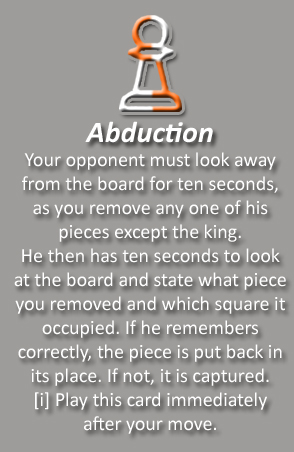 Abduction
Your opponent must look away
from the board for ten seconds,
as you remove any one of his
pieces except the king.
He then has ten seconds to look
at the board and state what piece
you removed and which square it
occupied. If he remembers
correctly, the piece is put back in
its place. If not, it is captured.
[i] Play this card immediately
after your move.